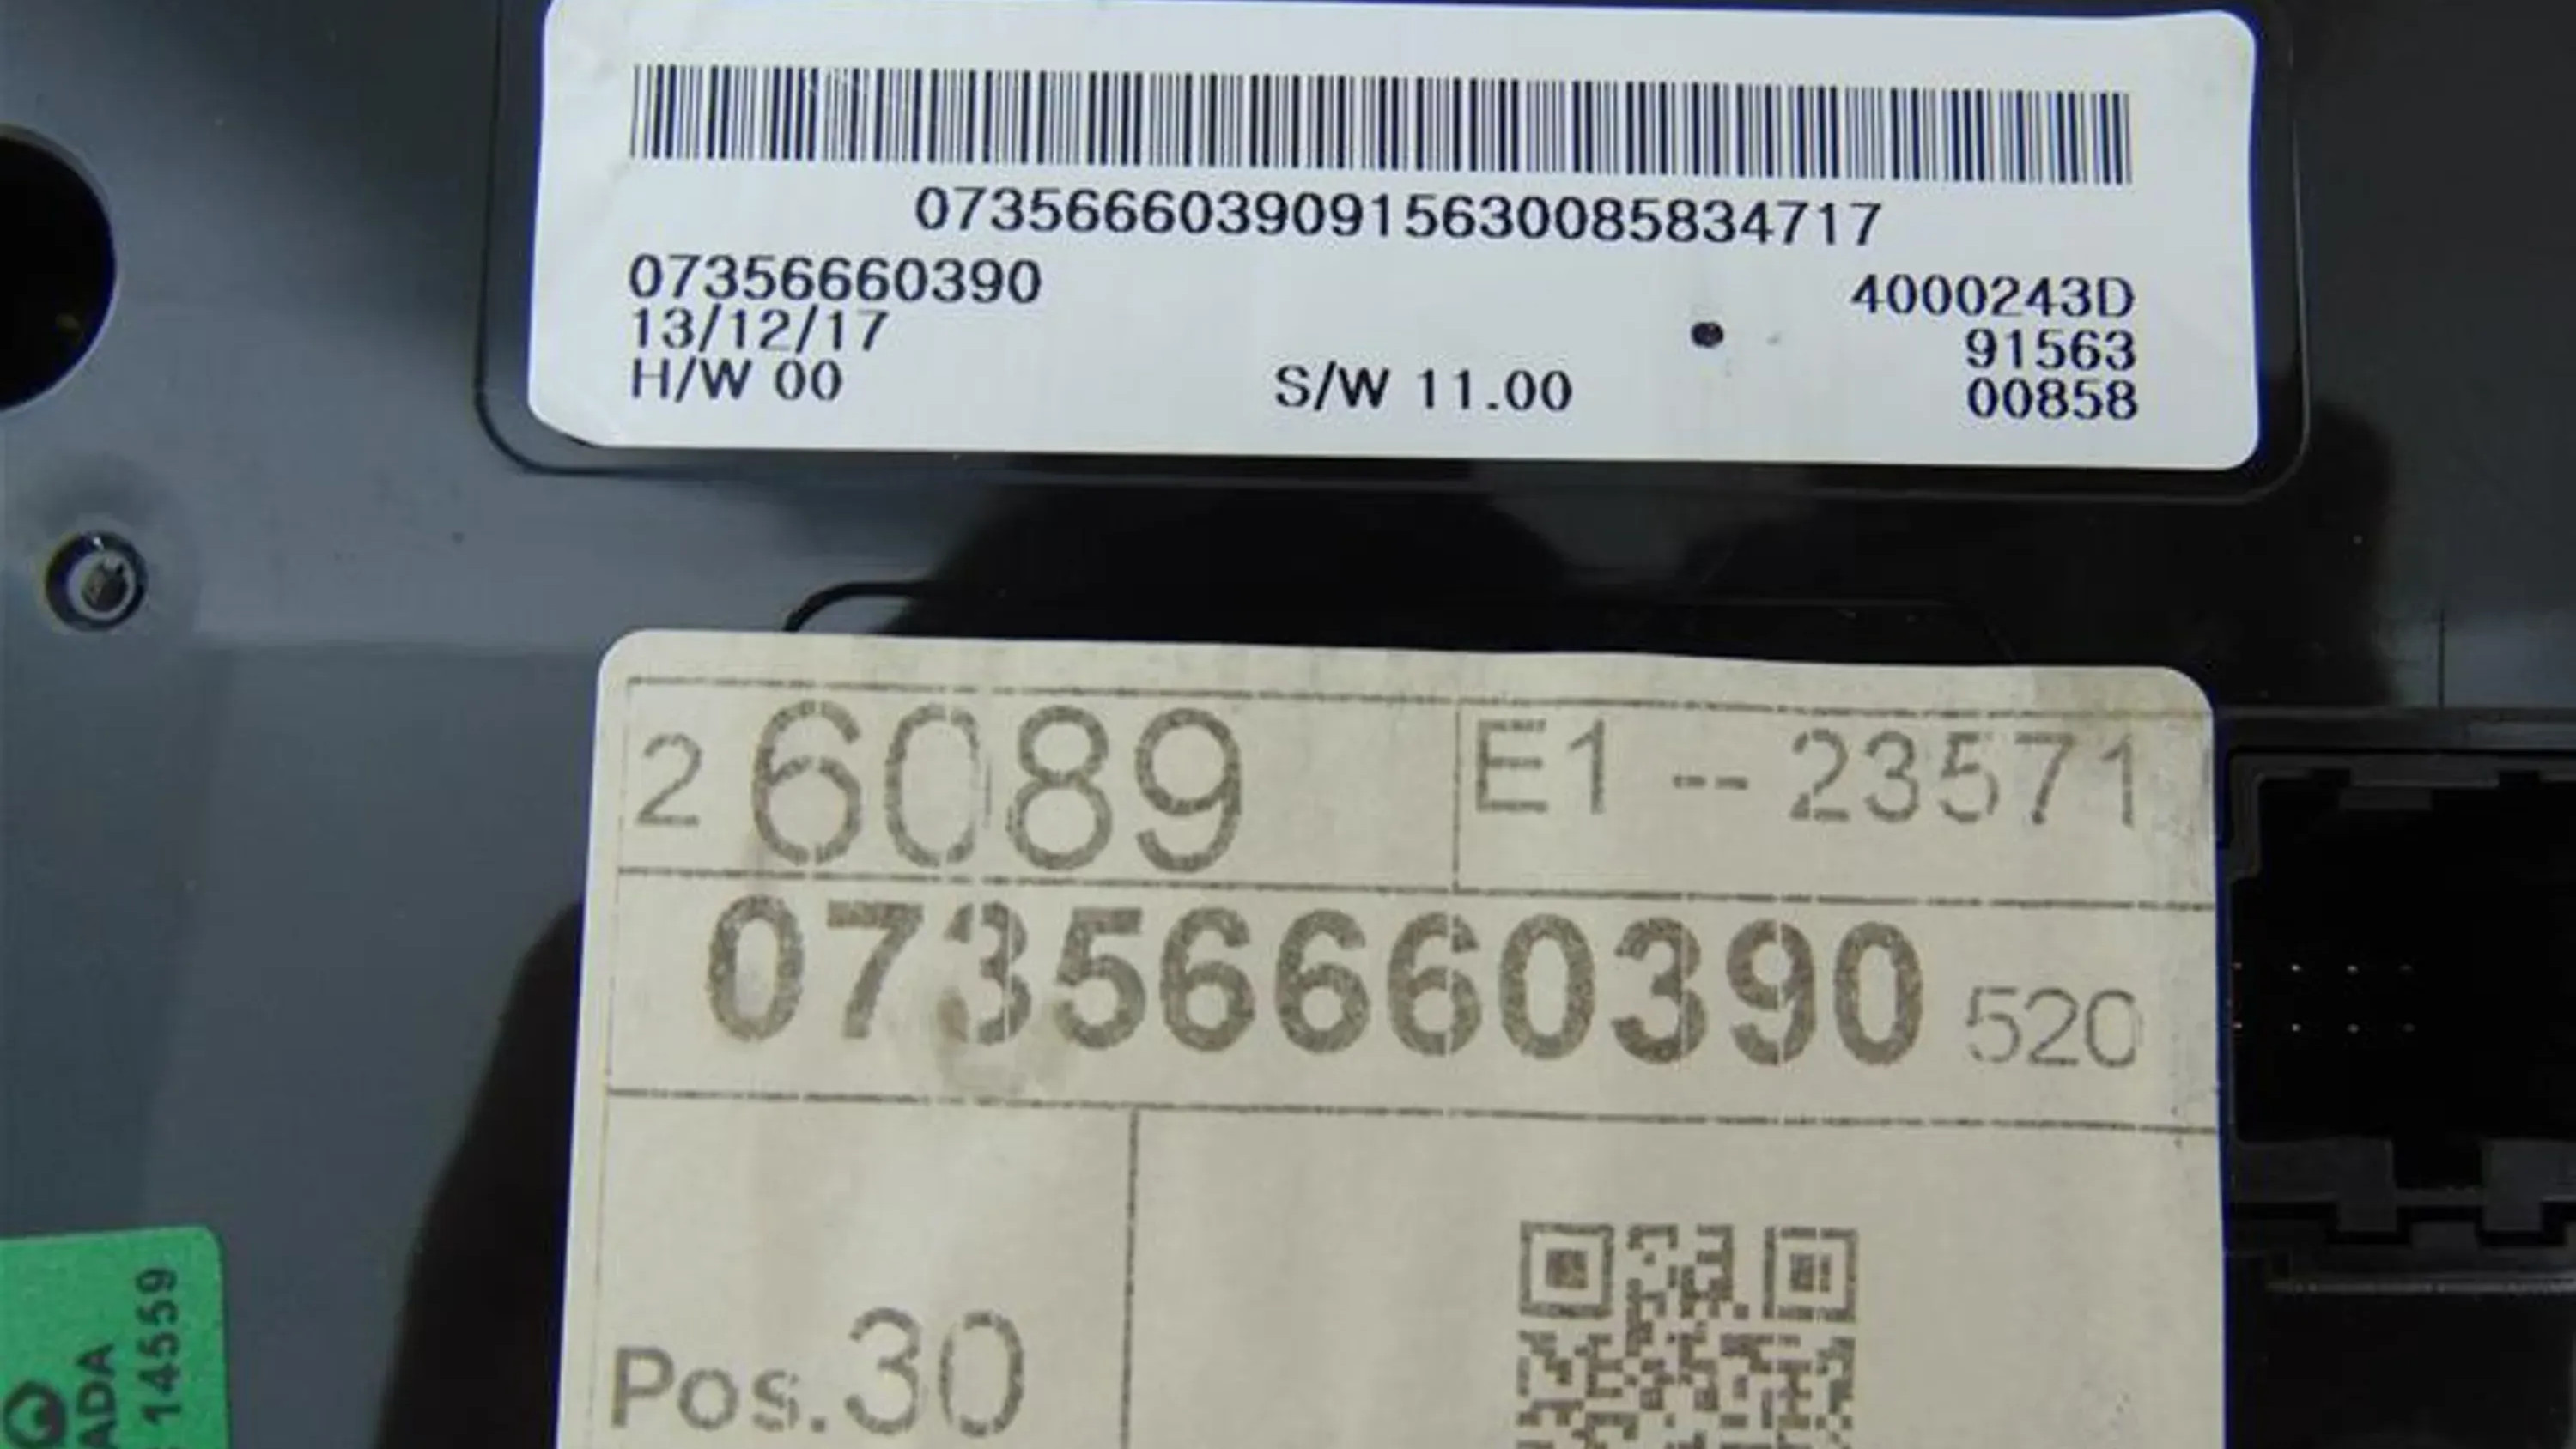 07356660390915630085834717
07356660390
4000243D
13/12/17
91563
H/W 00
S/W 11.00
00858
2 6089
E1 -- 23571
07356660390 520
Pos.30
ADA
14559